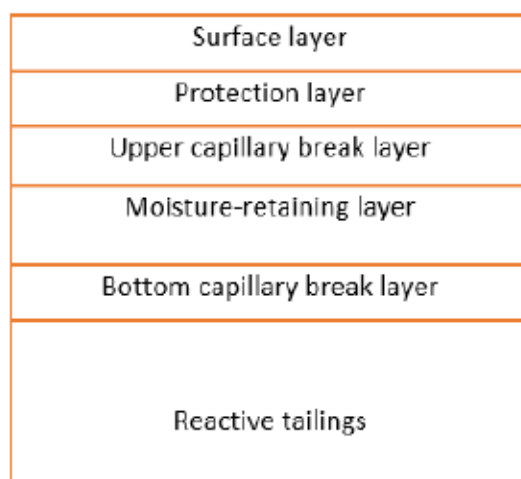 Surface layer
Protection layer
Upper capillary break layer
Moisture-retaining layer
Bottom capillary break layer
Reactive tailings